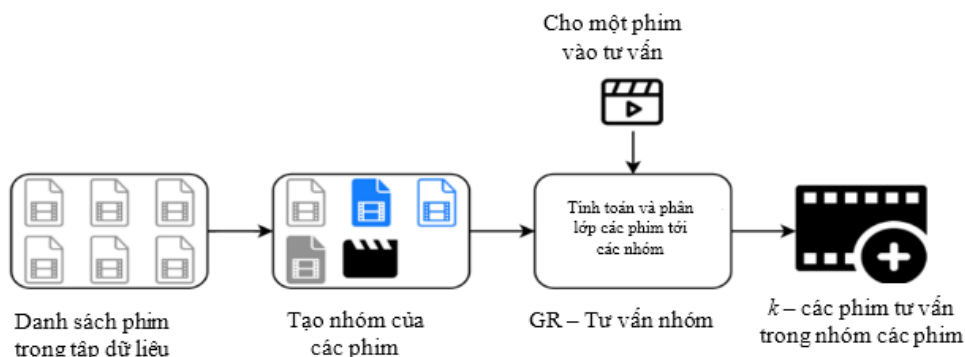 Cho một phim
vào tư vấn
Tính toán và phân
lớp các phim tới
các nhóm
Danh sách phim
trong tập dữ liệu
Tạo nhóm của
các phim
GR – Tư vấn nhóm
k – các phim tư vấn
trong nhóm các phim